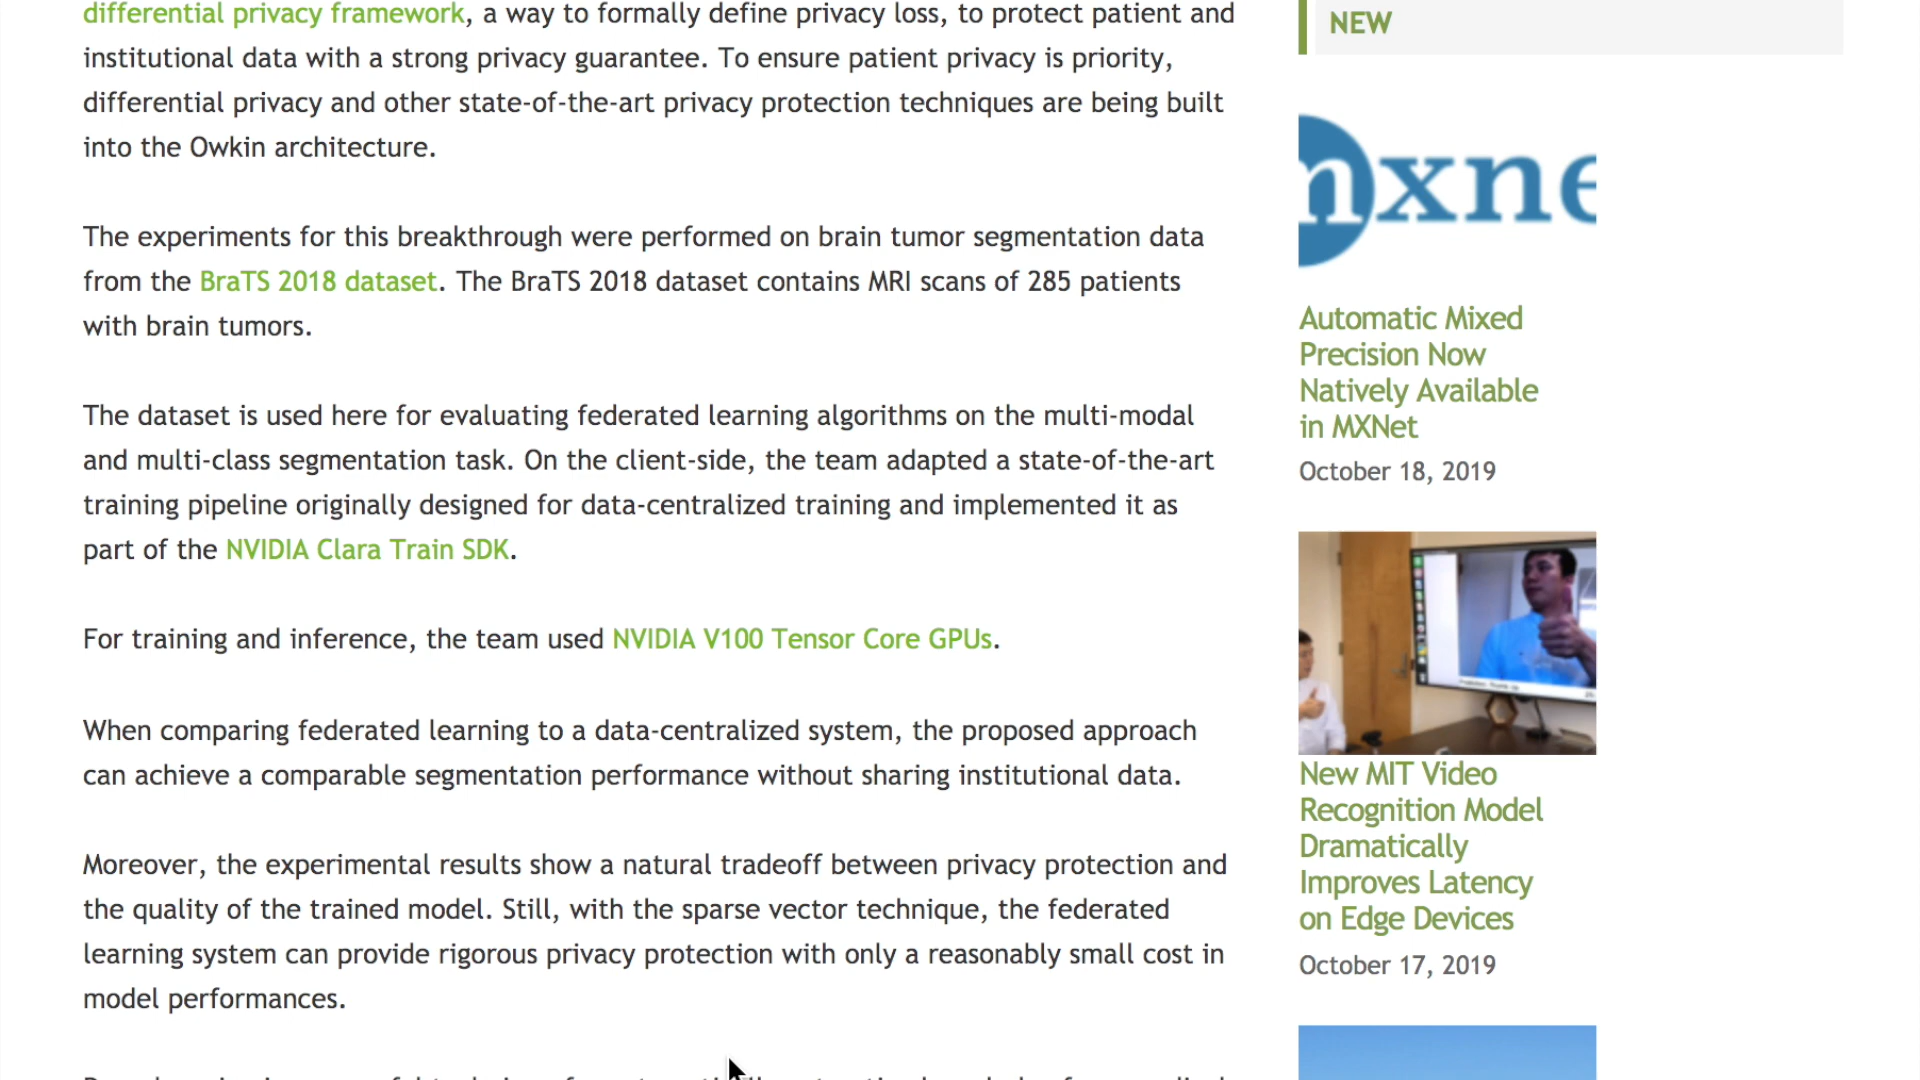 differential privacy framework, a way to formally define privacy loss, to protect patient and
institutional data with a strong privacy guarantee. To ensure patient privacy is priority,
differential privacy and other state-of-the-art privacy protection techniques are being built
into the Owkin architecture.
The experiments for this breakthrough were performed on brain tumor segmentation data
from the BraTS 2018 dataset. The BraTS 2018 dataset contains MRI scans of 285 patients
with brain tumors.
The dataset is used here for evaluating federated learning algorithms on the multi-modal
and multi-class segmentation task. On the client-side, the team adapted a state-of-the-art
training pipeline originally designed for data-centralized training and implemented it as
part of the NVIDIA Clara Train SDK.
For training and inference, the team used NVIDIA V100 Tensor Core GPUs.
When comparing federated learning to a data-centralized system, the proposed approach
can achieve a comparable segmentation performance without sharing institutional data.
Moreover, the experimental results show a natural tradeoff between privacy protection and
the quality of the trained model. Still, with the sparse vector technique, the federated
learning system can provide rigorous privacy protection with only a reasonably small cost in
model performances.
NEW
mxne
Automatic Mixed
Precision Now
Natively Available
in MXNet
October 18, 2019
New MIT Video
Recognition Model
Dramatically
Improves Latency
on Edge Devices
October 17, 2019